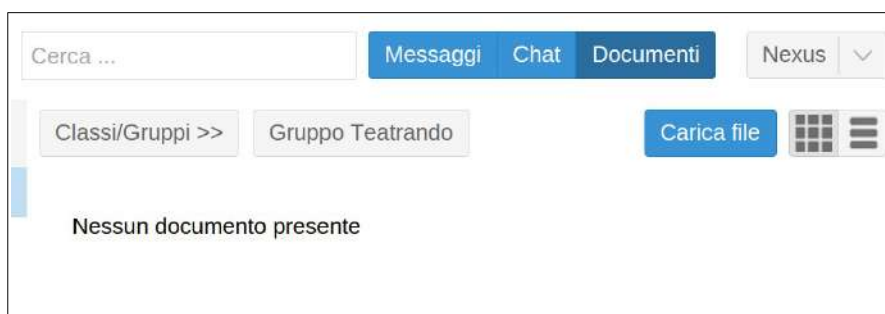 Cerca ... Messaggi Chat Documenti Nexus
Classi/Gruppi >> Gruppo Teatrando Carica file
Nessun documento presente